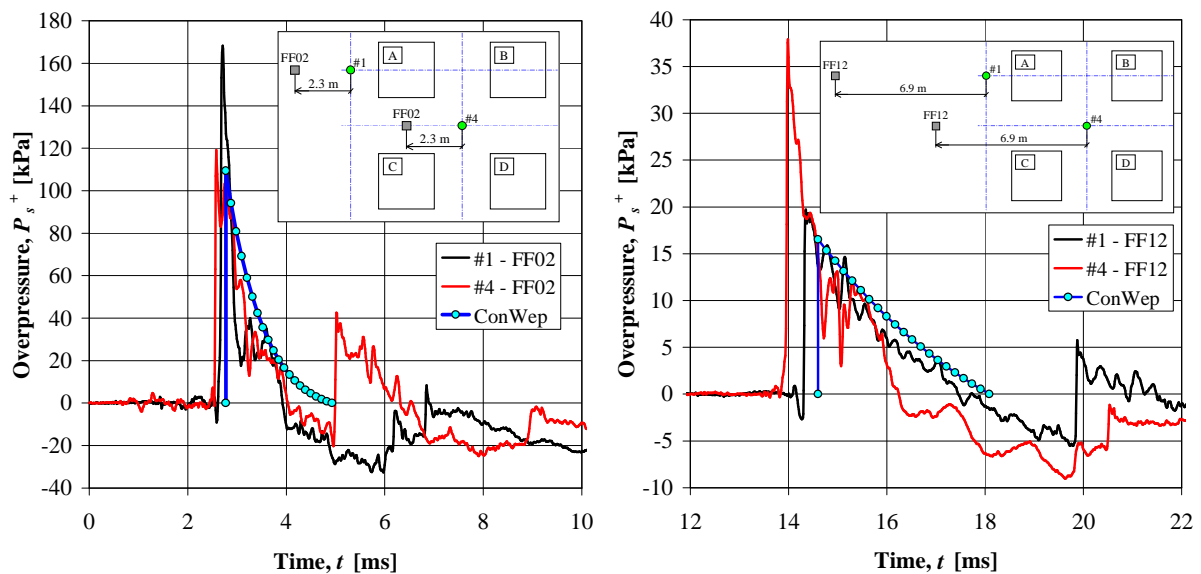 180
160
140
120
100
80
60
40
20
0
-20
-40
0 2 4 6 8 10
Overpressure, P s + [kPa]
Time, t [ms]
FF02
#1
A
B
2.3 m
FF02
#4
2.3 m
C
D
#1 - FF02
#4 - FF02
ConWep
40
35
30
25
20
15
10
5
0
-5
-10
12 14 16 18 20 22
Overpressure, P s + [kPa]
Time, t [ms]
FF12
#1
A
B
6.9 m
FF12
#4
6.9 m
C
D
#1 - FF12
#4 - FF12
ConWep